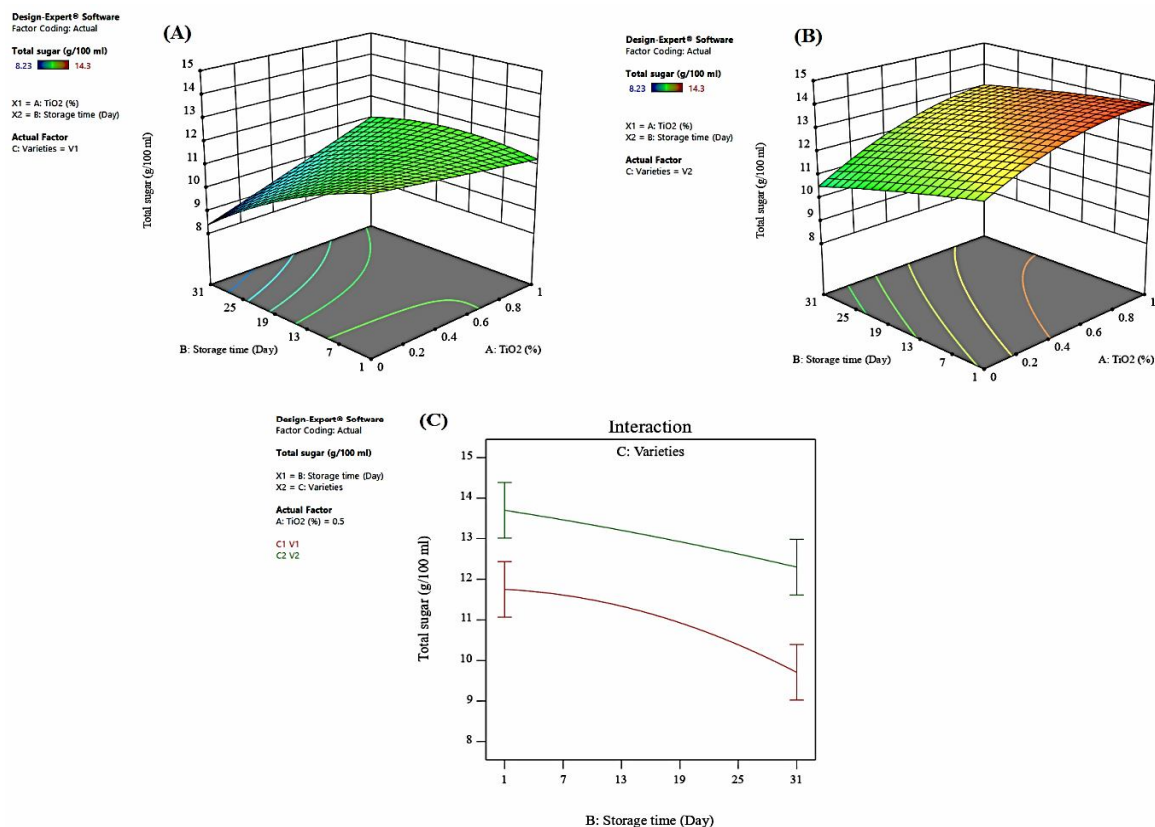 Design-Expert® Software
Factor Coding: Actual
Total sugar (g/100 ml)
8.23 14.3
X1 = A: TiO2 (%)
X2 = B: Storage time (Day)
Actual Factor
C: Varieties = V1
(A)
15
14
13
12
11
10
9
8
Total sugar (g/100 ml)
31
25
19
13
7
1
B: Storage time (Day)
0
0.2
0.4
0.6
0.8
1
A: TiO2 (%)
Design-Expert® Software
Factor Coding: Actual
Total sugar (g/100 ml)
8.23 14.3
X1 = A: TiO2 (%)
X2 = B: Storage time (Day)
Actual Factor
C: Varieties = V2
(B)
15
14
13
12
11
10
9
8
Total sugar (g/100 ml)
31
25
19
13
7
1
B: Storage time (Day)
0
0.2
0.4
0.6
0.8
1
A: TiO2 (%)
Design-Expert® Software
Factor Coding: Actual
Total sugar (g/100 ml)
X1 = B: Storage time (Day)
X2 = C: Varieties
Actual Factor
A: TiO2 (%) = 0.5
C1 V1
C2 V2
(C)
Interaction
C: Varieties
15
14
13
12
11
10
9
8
Total sugar (g/100 ml)
1 7 13 19 25 31
B: Storage time (Day)